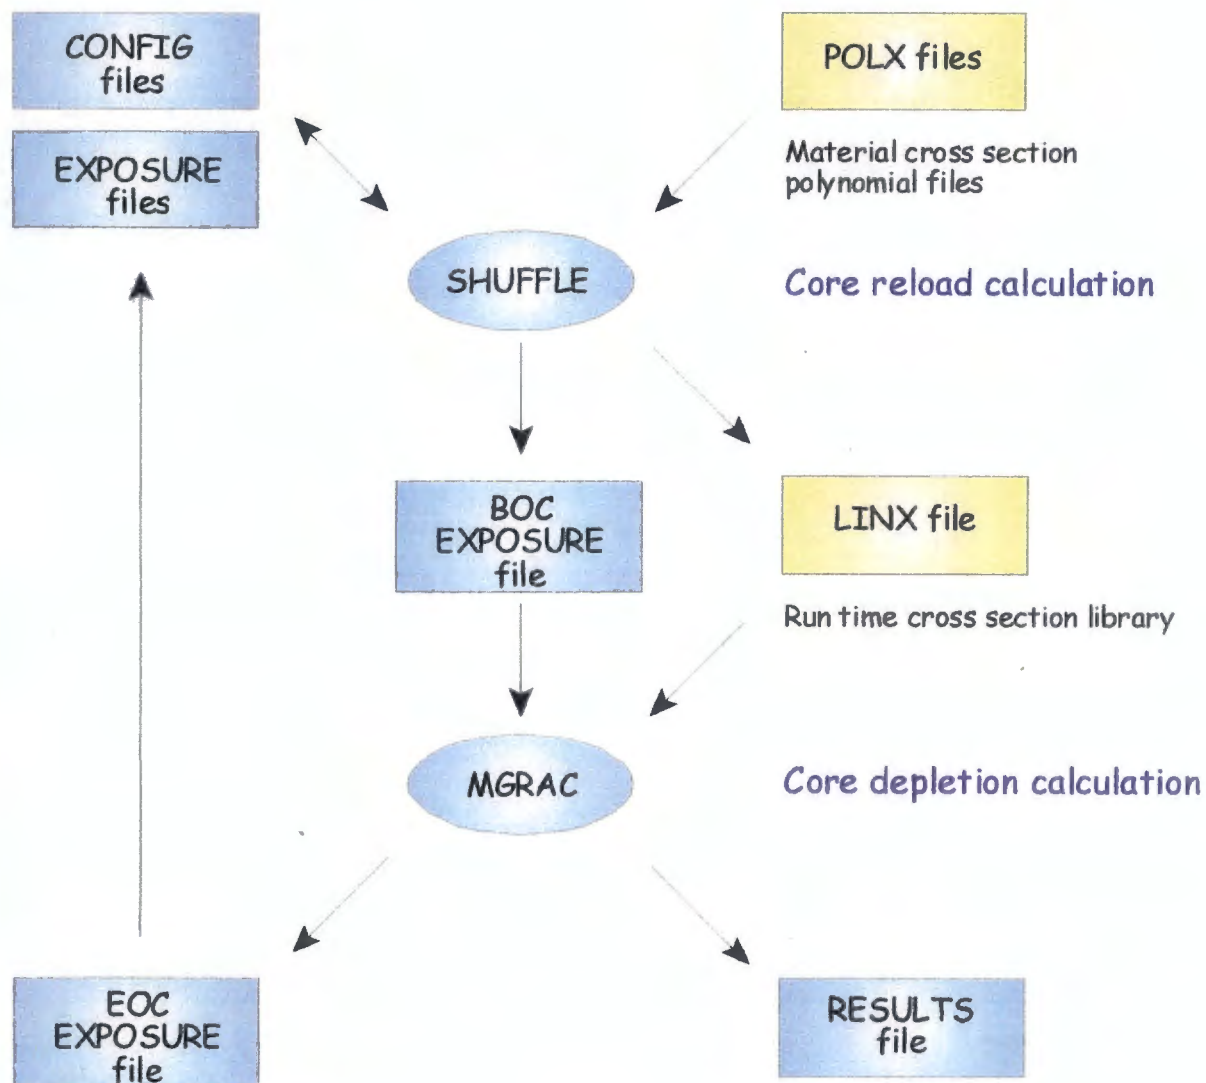 CONFIG
files
POLX files
EXPOSURE
files
Material cross section
polynomial files
SHUFFLE
Core reload calculation
BOC
EXPOSURE
file
LINX file
Run time cross section library
MGRAC
Core depletion calculation
EOC
EXPOSURE
file
RESULTS
file